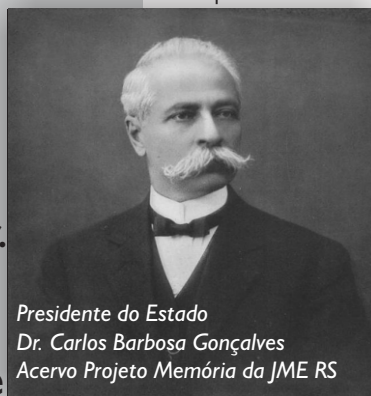 Presidente do Estado
Dr. Carlos Barbosa Gonçalves
Acervo Projeto Memória da JME RS